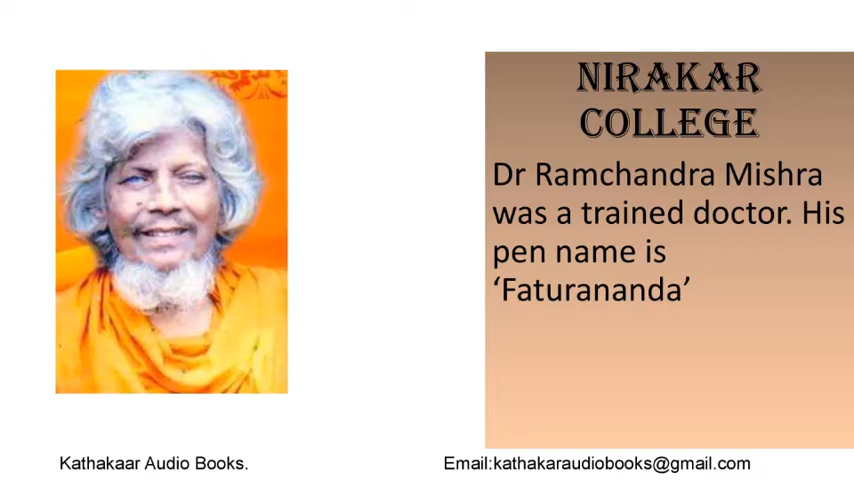 NIRAKAR
COLLEGE
Dr Ramchandra Mishra
was a trained doctor. His
pen name is
‘Faturananda’
Kathakaar Audio Books.
Email:kathakaraudiobooks@gmail.com